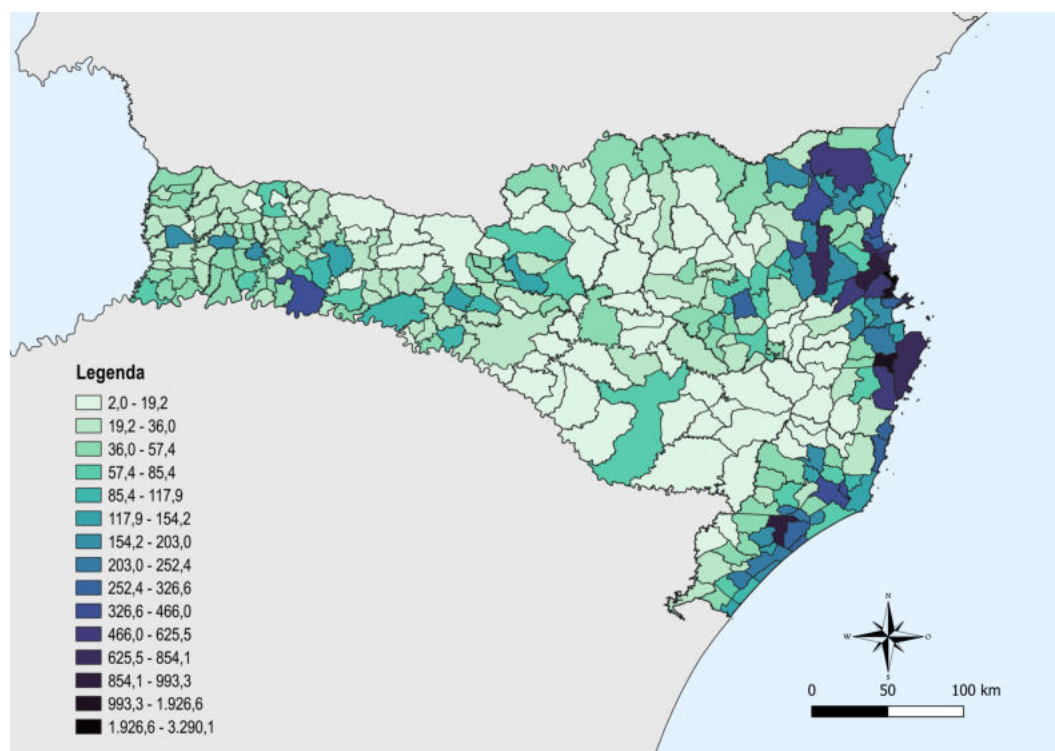 Legenda
2,0 - 19,2
19,2 - 36,0
36,0 - 57,4
57,4 - 85,4
85,4 - 117,9
117,9 - 154,2
154,2 - 203,0
203,0 - 252,4
252,4 - 326,6
326,6 - 466,0
466,0 - 625,5
625,5 - 854,1
854,1 - 993,3
993,3 - 1.926,6
1.926,6 - 3.290,1
N
W
O
S
0 50 100 km